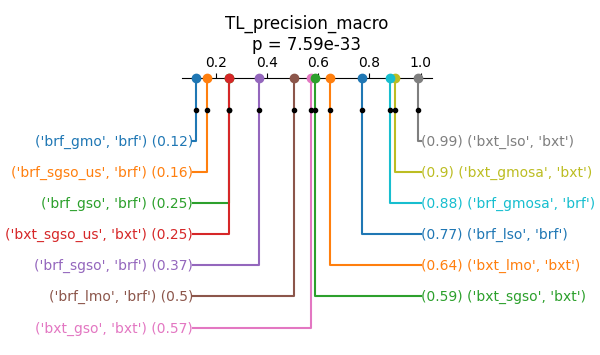 TL_precision_macro
p = 7.59e-33
0.2 0.4 0.6 0.8 1.0
('brf_gmo', 'brf') (0.12) (0.99) ('bxt_lso', 'bxt')
('brf_sgso_us', 'brf') (0.16) (0.9) ('bxt_gmosa', 'bxt')
('brf_gso', 'brf') (0.25) (0.88) ('brf_gmosa', 'brf')
('bxt_sgso_us', 'bxt') (0.25) (0.77) ('brf_lso', 'brf')
('brf_sgso', 'brf') (0.37) (0.64) ('bxt_lmo', 'bxt')
('brf_lmo', 'brf') (0.5) (0.59) ('bxt_sgso', 'bxt')
('bxt_gso', 'bxt') (0.57)